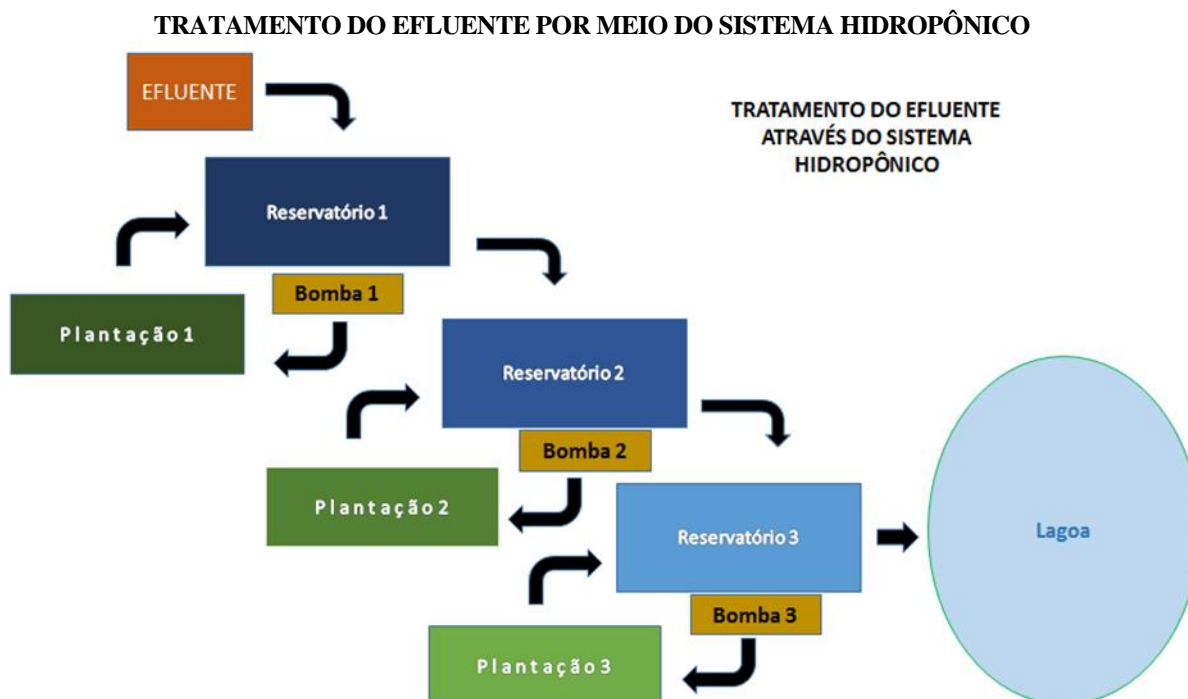 TRATAMENTO DO EFLUENTE POR MEIO DO SISTEMA HIDROPÔNICO
EFLUENTE
TRATAMENTO DO EFLUENTE
ATRAVÉS DO SISTEMA
HIDROPÔNICO
Reservatório 1
Bomba 1
Plantação 1
Reservatório 2
Bomba 2
Plantação 2
Reservatório 3
Lagoa
Bomba 3
Plantação 3